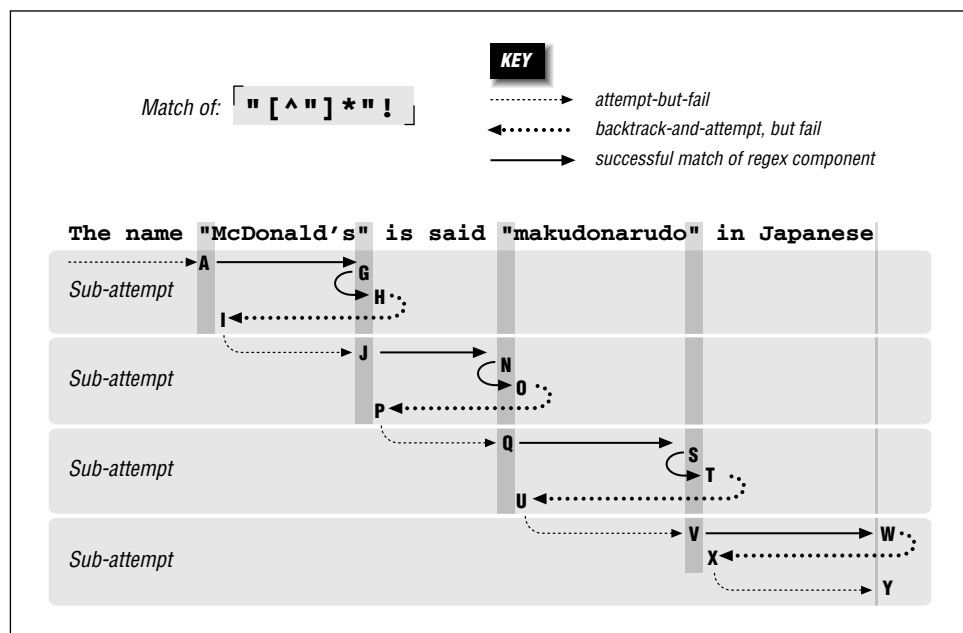 KEY
Match of: "[^"]*"!
attempt-but-fail
backtrack-and-attempt, but fail
successful match of regex component
The name "McDonald’s" is said "makudonarudo" in Japanese
A
G
Sub-attempt
H
I
J
N
Sub-attempt
O
P
Q
S
Sub-attempt
T
U
V W
Sub-attempt
X
Y